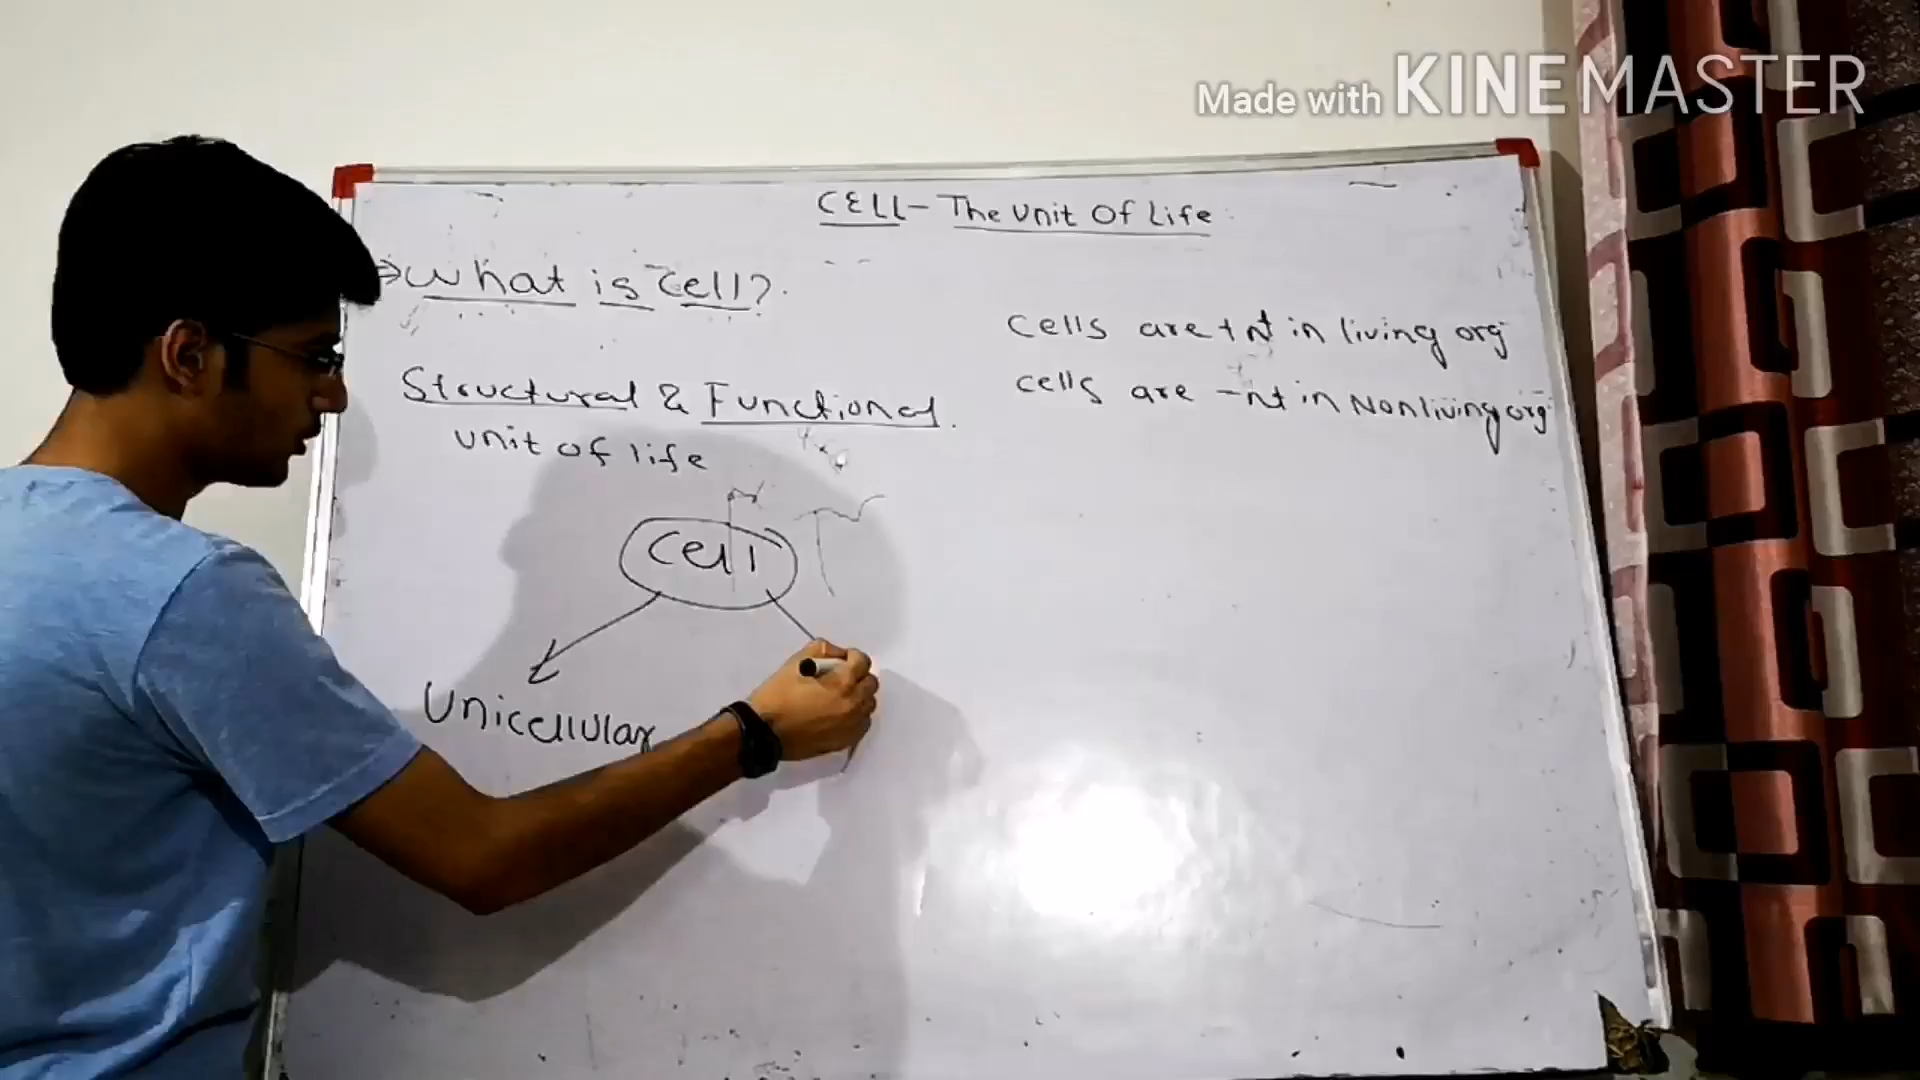 Made with KINEMASTER
CELL - The Unit Of Life
⇒ What is Cell?
Cells are +nt in living org
cells are -nt in Nonliving org
Structural & Functional
unit of life
Cell
Unicellular